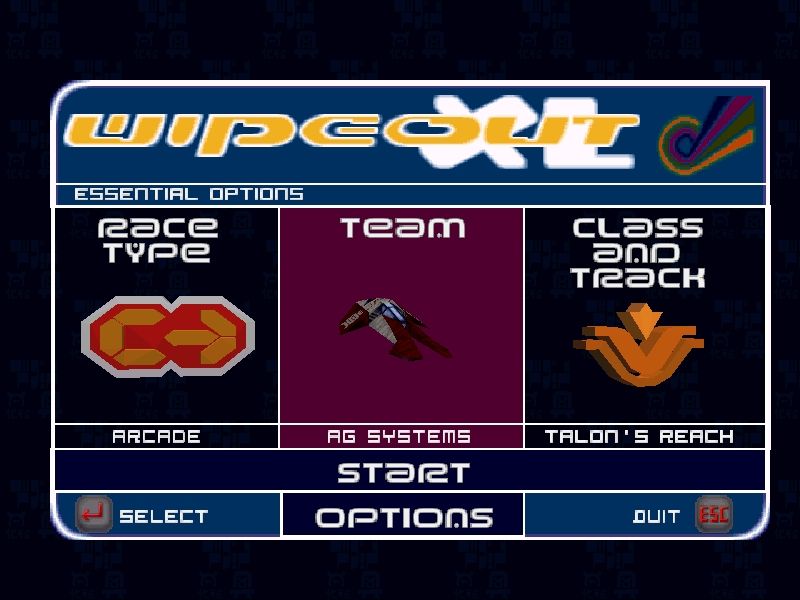 WIPEOUT XL
ESSENTIAL OPTIONS
RACE TYPE
TEAM
CLASS AND TRACK
ARCADE
AG SYSTEMS
TALON'S REACH
START
SELECT
OPTIONS
QUIT
ESC